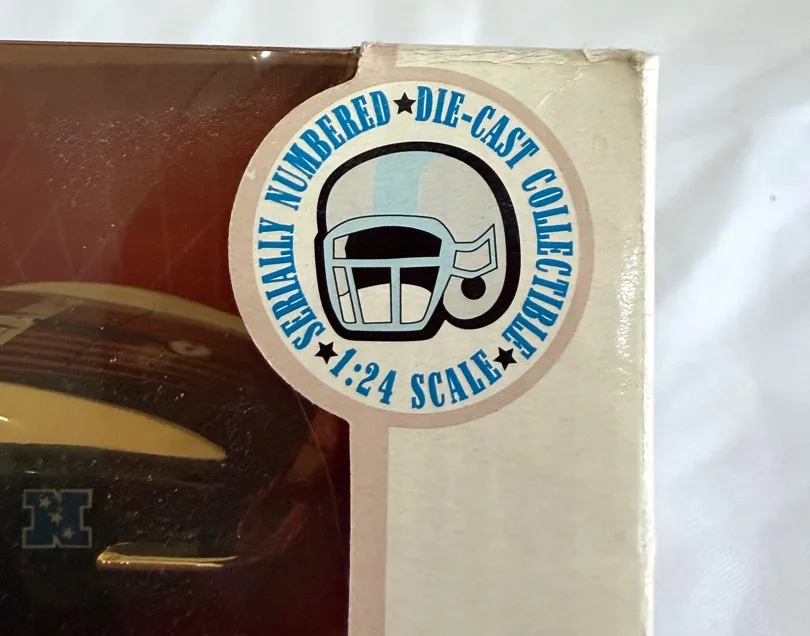 SERIALLY NUMBERED★DIE-CAST COLLECTIBLE
★1:24 SCALE★
N